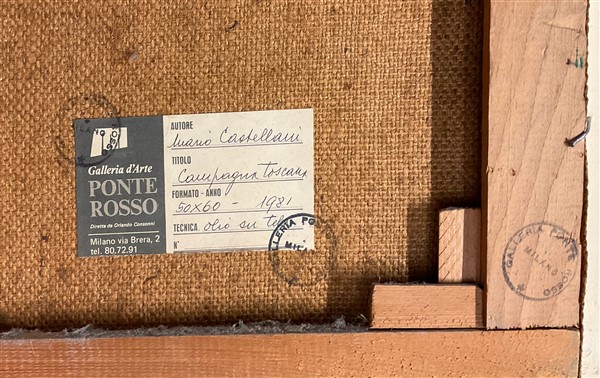 Galleria d'Arte
PONTE
ROSSO
Diretta da Orlando Consonni
Milano via Brera, 2
tel. 80.72.91
AUTORE
Mario Castellani
TITOLO
Campagna Toscana
FORMATO - ANNO
50x60 - 1981
TECNICA olio su tela
N°
GALLERIA PONTE ROSSO
MILANO